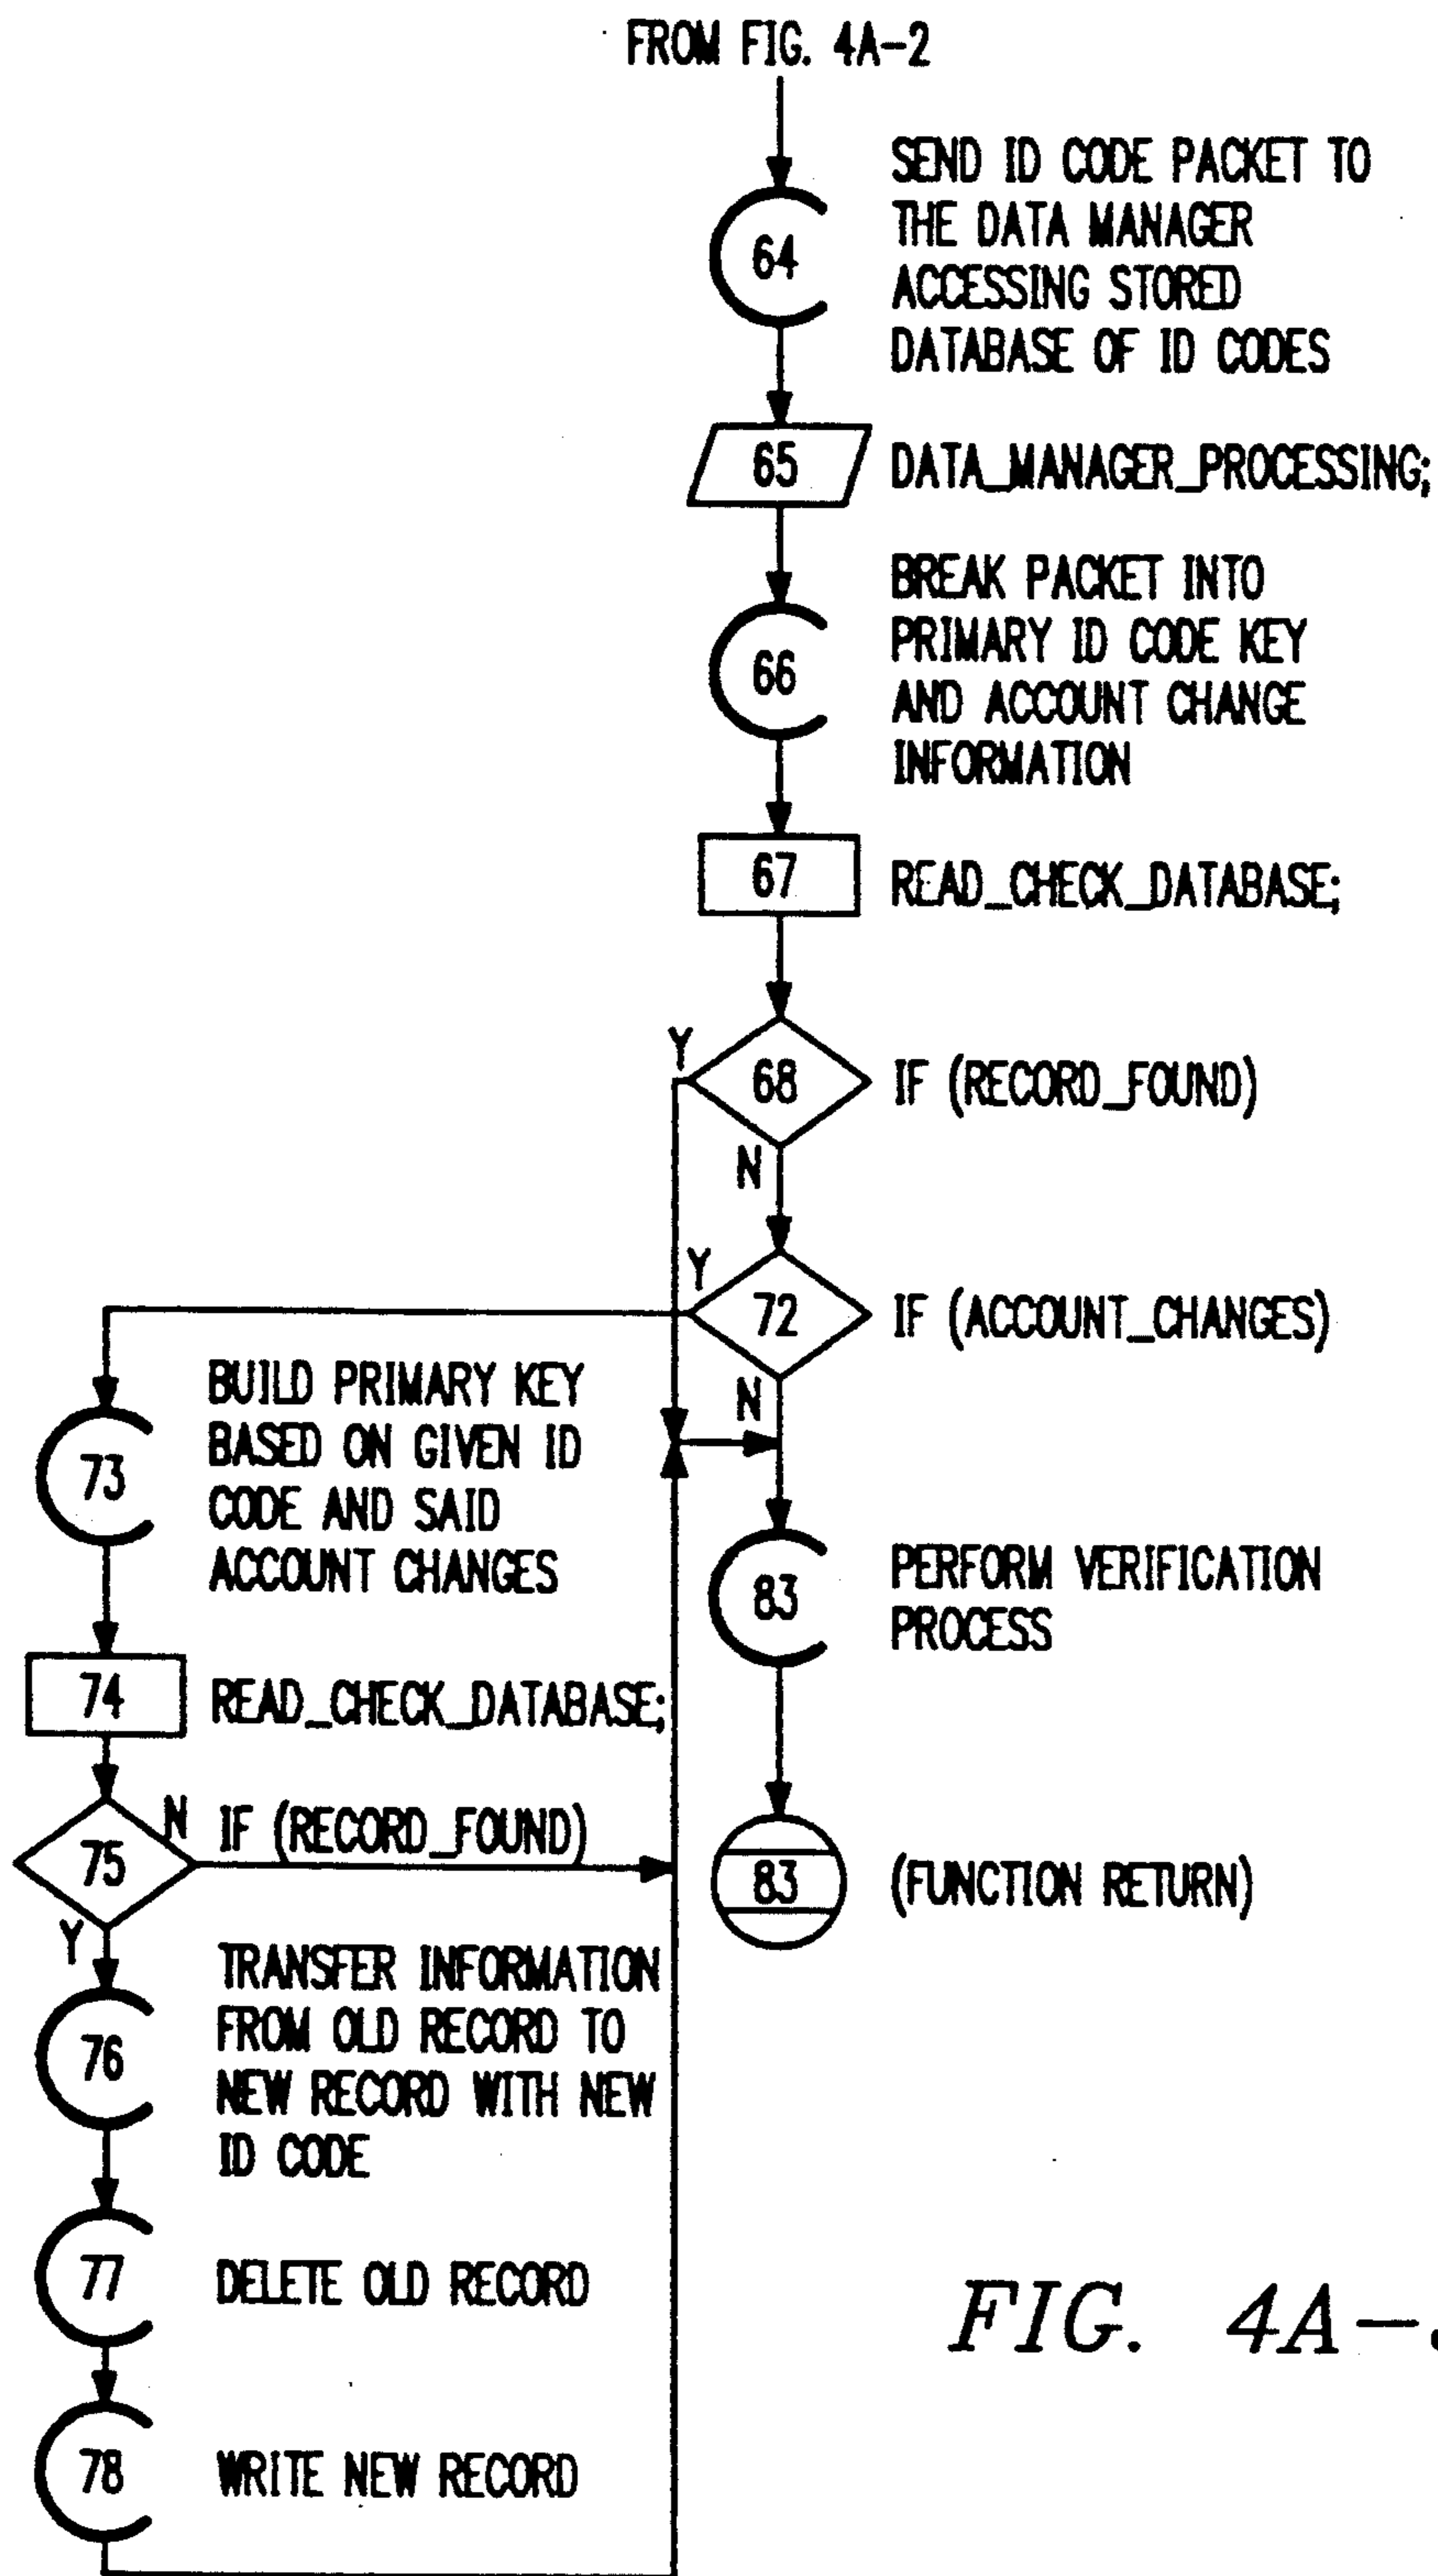 FROM FIG. 4A-2
64
SEND ID CODE PACKET TO
THE DATA MANAGER
ACCESSING STORED
DATABASE OF ID CODES
65
DATA_MANAGER_PROCESSING;
66
BREAK PACKET INTO
PRIMARY ID CODE KEY
AND ACCOUNT CHANGE
INFORMATION
67
READ_CHECK_DATABASE;
Y
68
IF (RECORD_FOUND)
N
Y
72
IF (ACCOUNT_CHANGES)
N
73
BUILD PRIMARY KEY
BASED ON GIVEN ID
CODE AND SAID
ACCOUNT CHANGES
83
PERFORM VERIFICATION
PROCESS
74
READ_CHECK_DATABASE;
75
N
IF (RECORD_FOUND)
Y
83
(FUNCTION RETURN)
76
TRANSFER INFORMATION
FROM OLD RECORD TO
NEW RECORD WITH NEW
ID CODE
77
DELETE OLD RECORD
78
WRITE NEW RECORD
FIG. 4A-